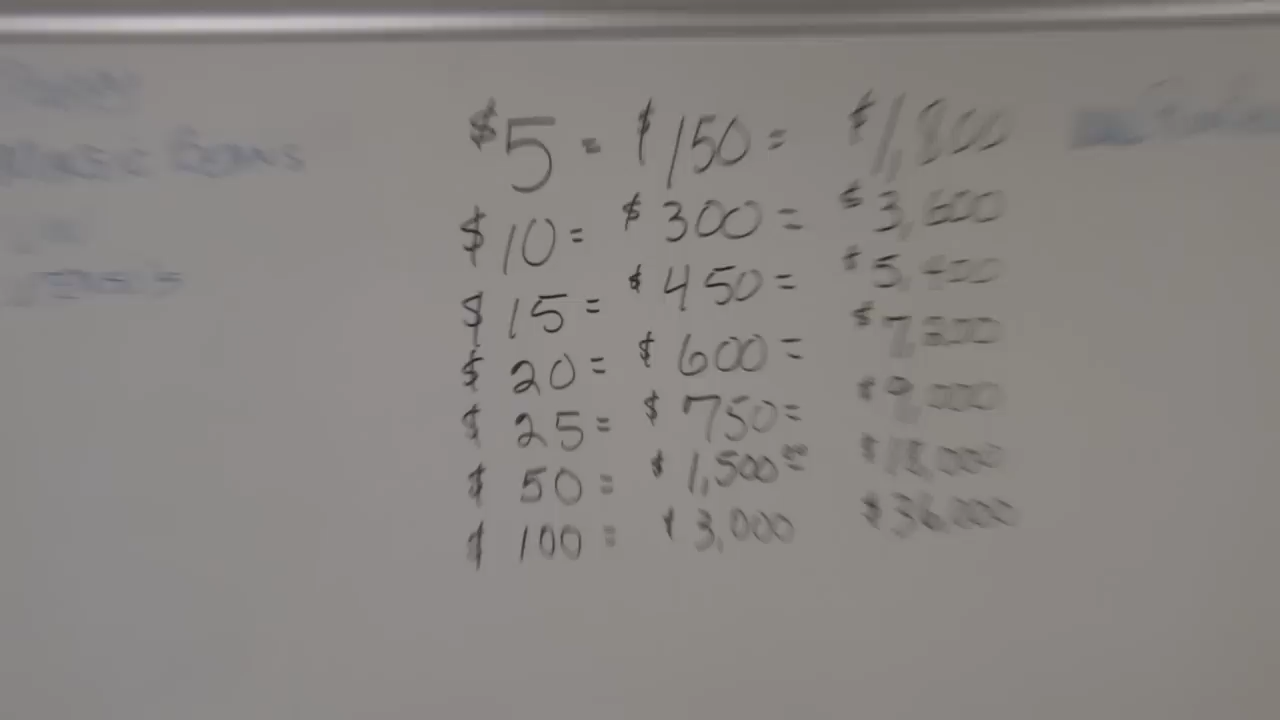 $5 = $150 = $1,800
$10 = $300 = $3,600
$15 = $450 = $5,400
$20 = $600 = $7,200
$25 = $750 = $9,000
$50 = $1,500 = $18,000
$100 = $3,000 $36,000